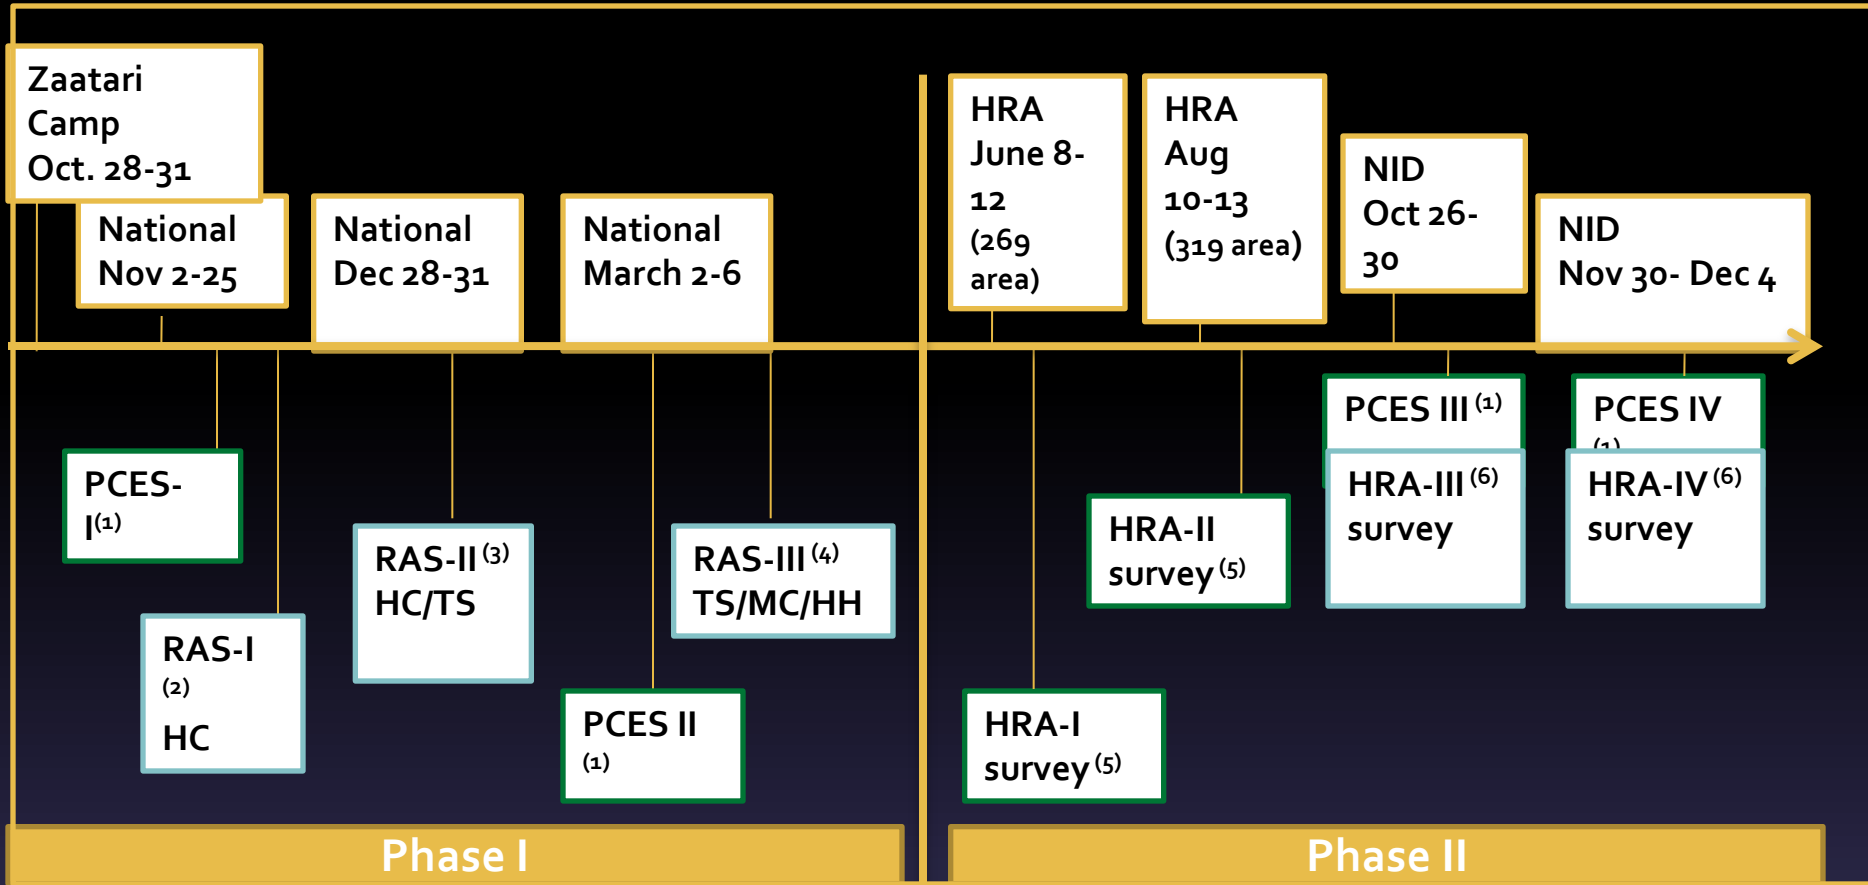 Zaatari
Camp
Oct. 28-31
National
Nov 2-25
National
Dec 28-31
National
March 2-6
HRA
June 8-
12
(269
area)
HRA
Aug
10-13
(319 area)
NID
Oct 26-
30
NID
Nov 30- Dec 4
PCES-
I(1)
RAS-I
(2)
HC
RAS-II (3)
HC/TS
PCES II
(1)
RAS-III (4)
TS/MC/HH
HRA-I
survey (5)
HRA-II
survey (5)
PCES III (1)
HRA-III (6)
survey
PCES IV
(1)
HRA-IV (6)
survey
Phase I
Phase II